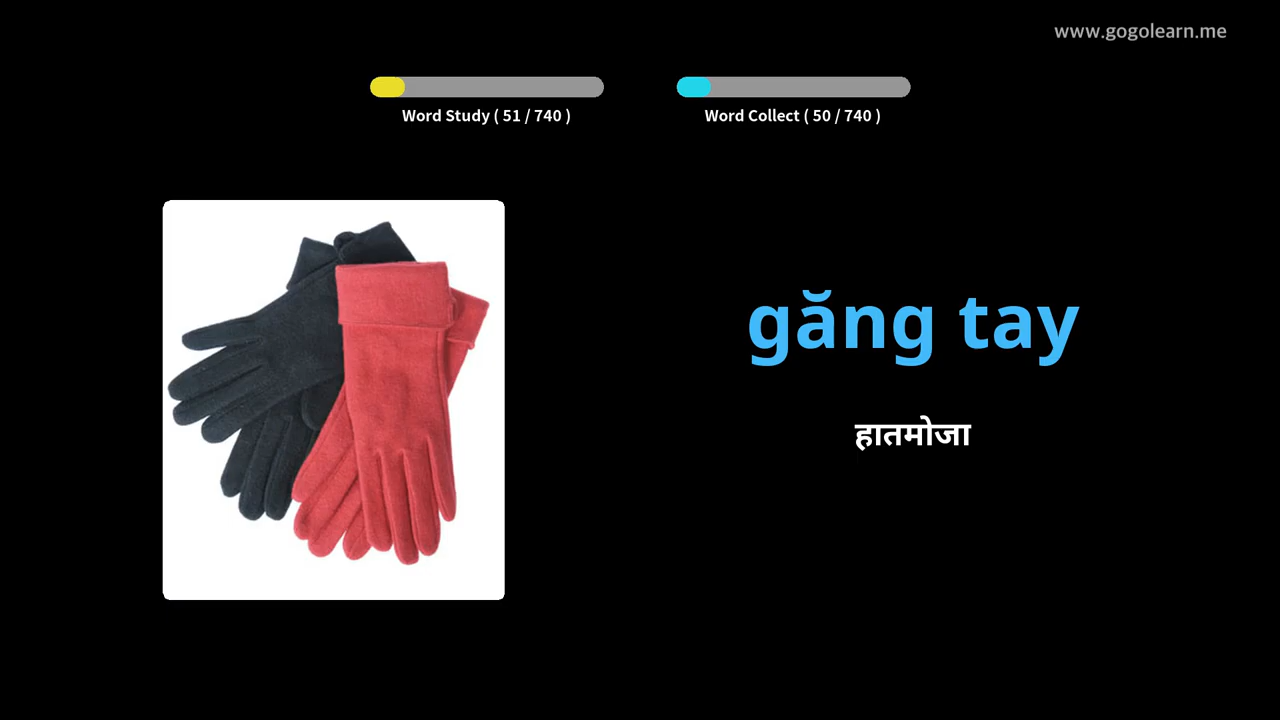 www.gogolearn.me
Word Study ( 51 / 740 )
Word Collect ( 50 / 740 )
găng tay
हातमोजा